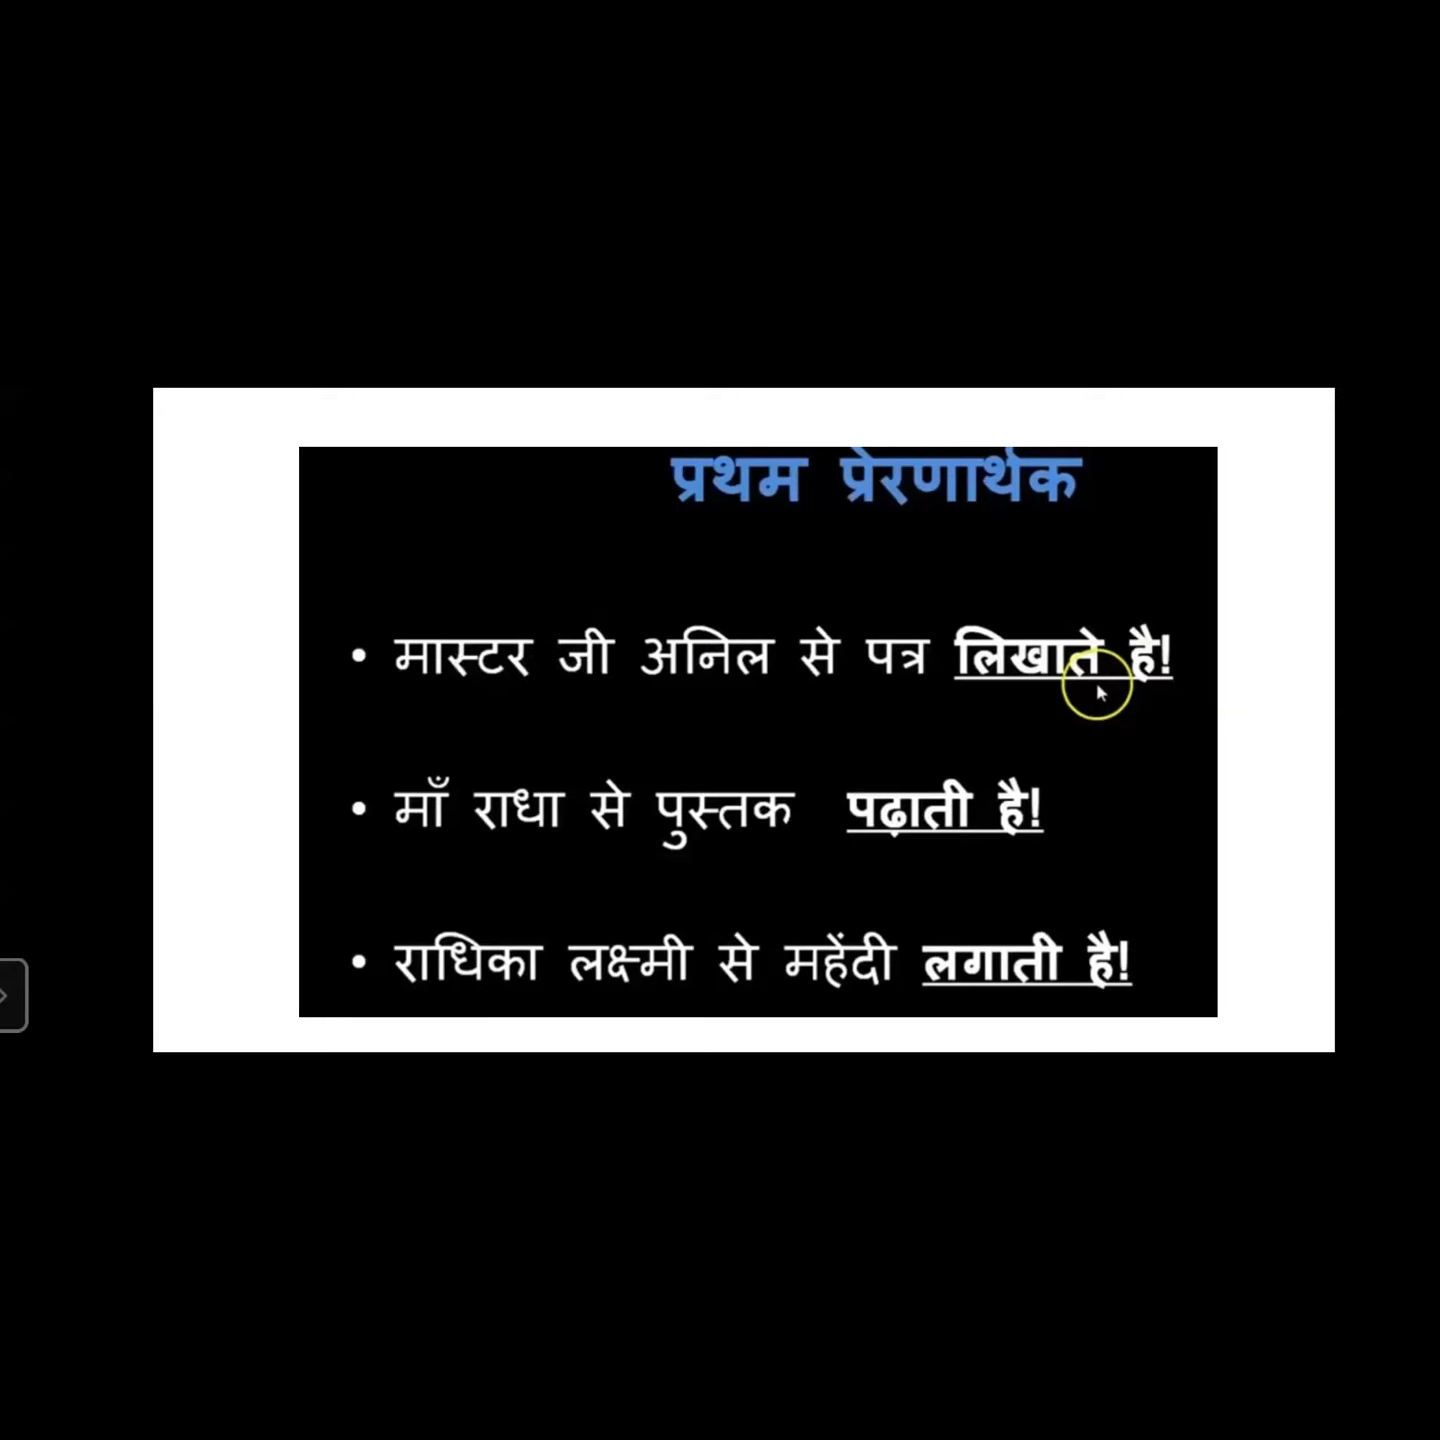 प्रथम प्रेरणार्थक
• मास्टर जी अनिल से पत्र लिखाते है!
• माँ राधा से पुस्तक पढ़ाती है!
• राधिका लक्ष्मी से महेंदी लगाती है!